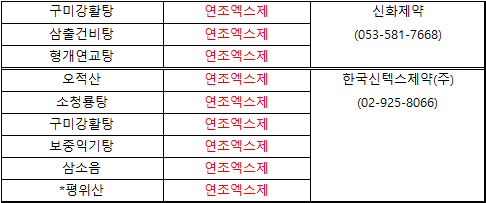 구미강활탕 연조엑스제 신화제약
삼출건비탕 연조엑스제 (053-581-7668)
형개연교탕 연조엑스제
오적산 연조엑스제 한국신텍스제약(주)
소청룡탕 연조엑스제 (02-925-8066)
구미강활탕 연조엑스제
보중익기탕 연조엑스제
삼소음 연조엑스제
*평위산 연조엑스제